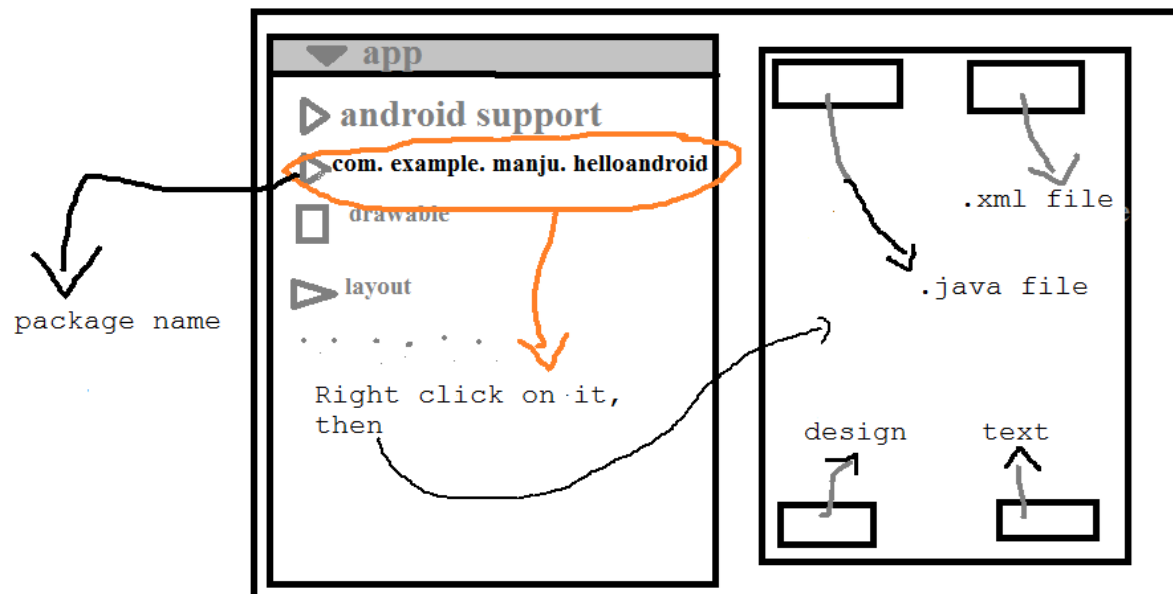 app
android support
com. example. manju. helloandroid
drawable
layout
Right click on it,
then
package name
.xml file
.java file
design
text